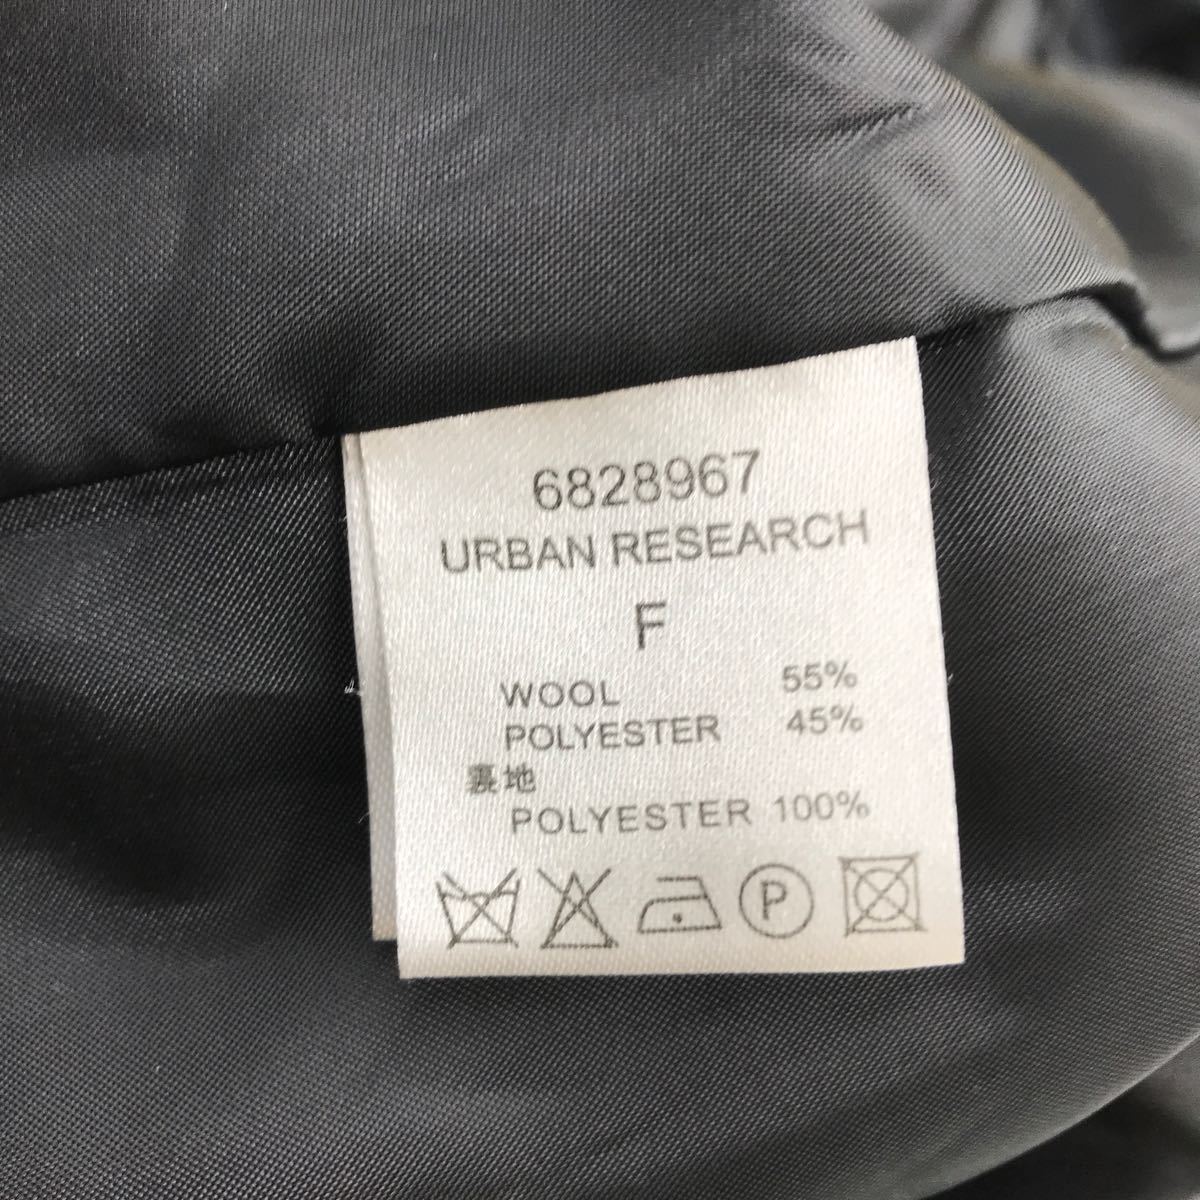 6828967
URBAN RESEARCH
F
WOOL 55%
POLYESTER 45%
裏地
POLYESTER 100%
P